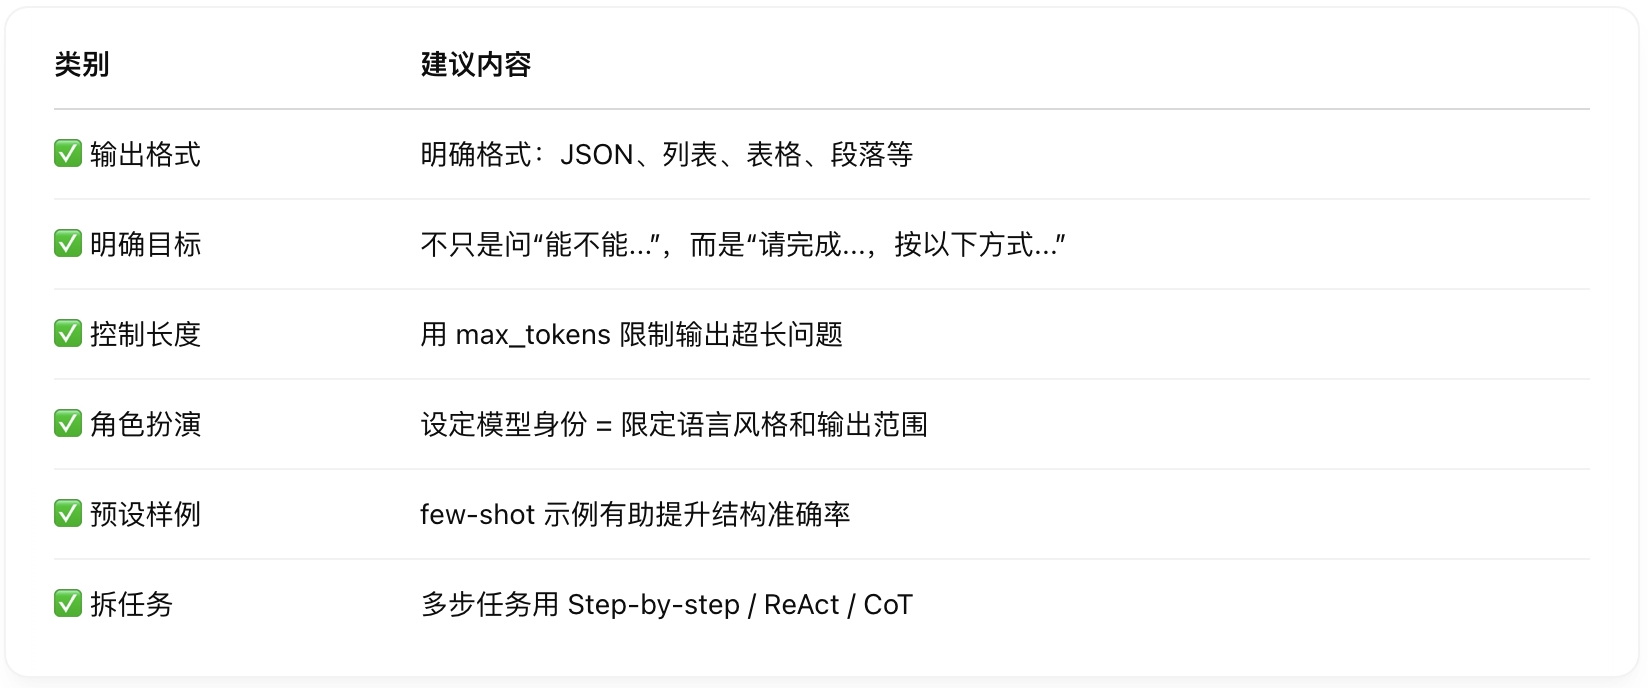 类别 建议内容
✅ 输出格式 明确格式：JSON、列表、表格、段落等
✅ 明确目标 不只是问“能不能...”，而是“请完成...，按以下方式...”
✅ 控制长度 用 max_tokens 限制输出超长问题
✅ 角色扮演 设定模型身份 = 限定语言风格和输出范围
✅ 预设样例 few-shot 示例有助提升结构准确率
✅ 拆任务 多步任务用 Step-by-step / ReAct / CoT